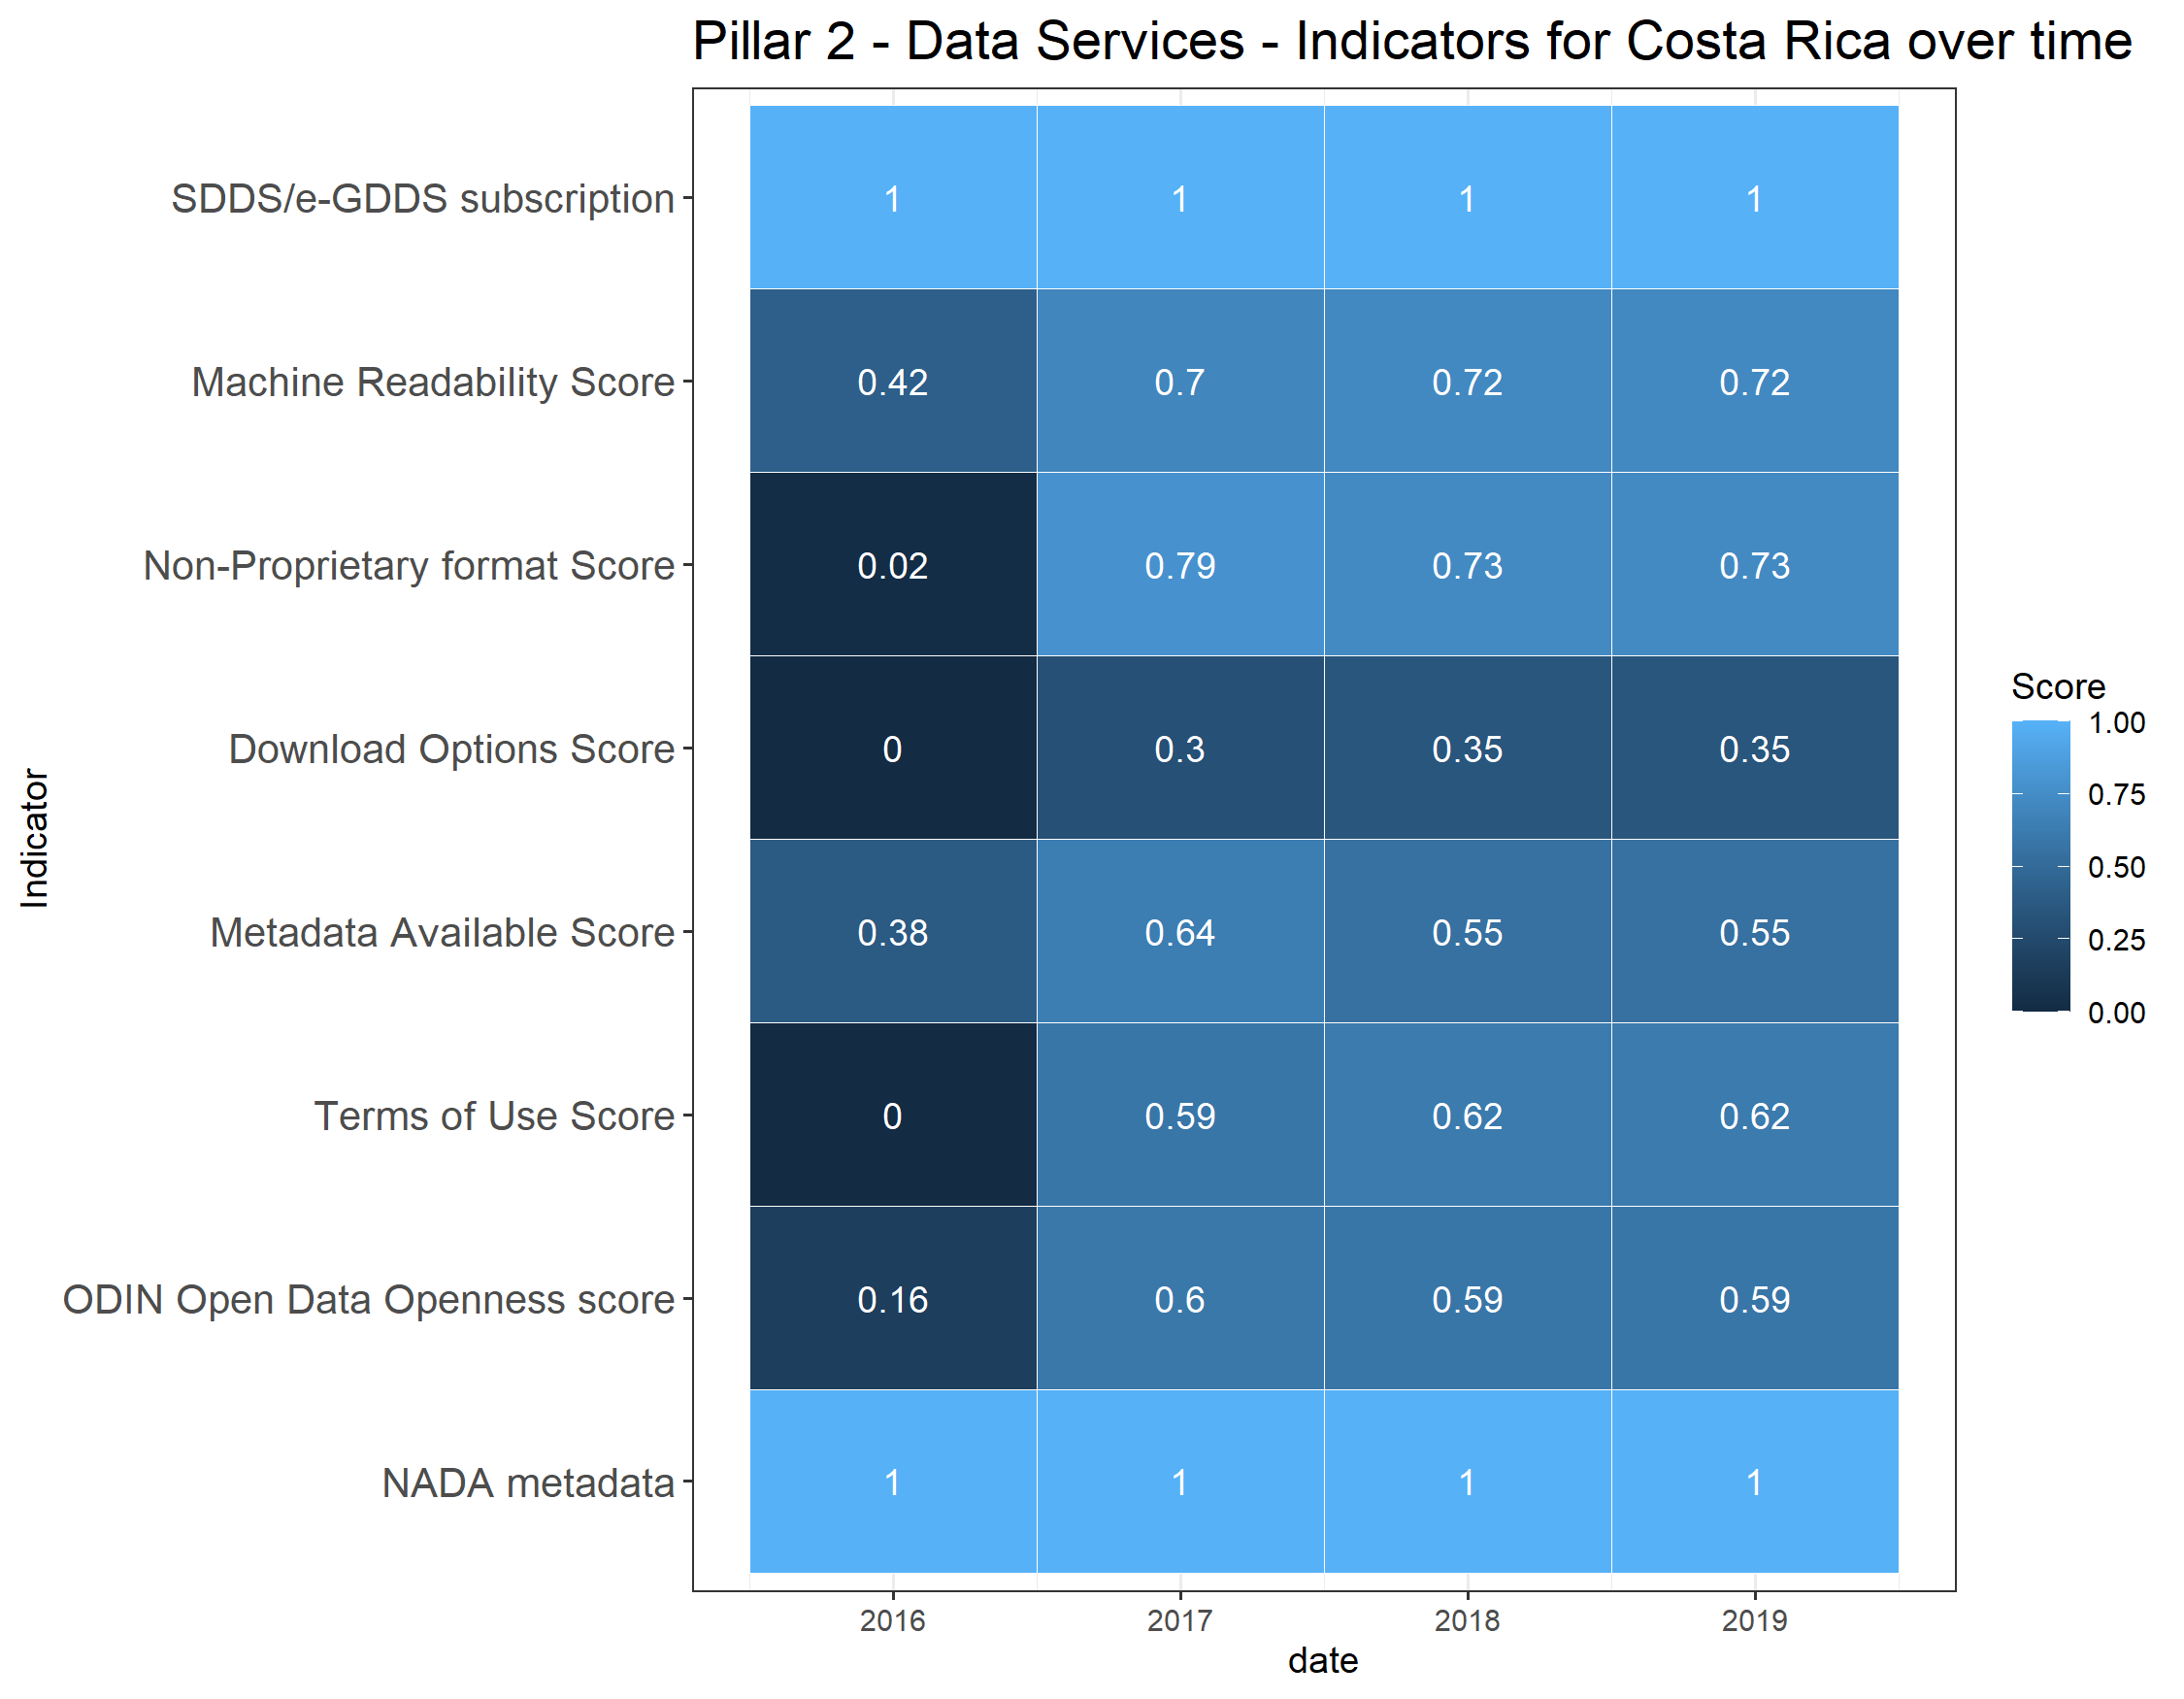 Pillar 2 - Data Services - Indicators for Costa Rica over time
Indicator
SDDS/e-GDDS subscription 1 1 1 1
Machine Readability Score 0.42 0.7 0.72 0.72
Non-Proprietary format Score 0.02 0.79 0.73 0.73
Download Options Score 0 0.3 0.35 0.35
Metadata Available Score 0.38 0.64 0.55 0.55
Terms of Use Score 0 0.59 0.62 0.62
ODIN Open Data Openness score 0.16 0.6 0.59 0.59
NADA metadata 1 1 1 1
2016 2017 2018 2019
date
Score
1.00
0.75
0.50
0.25
0.00